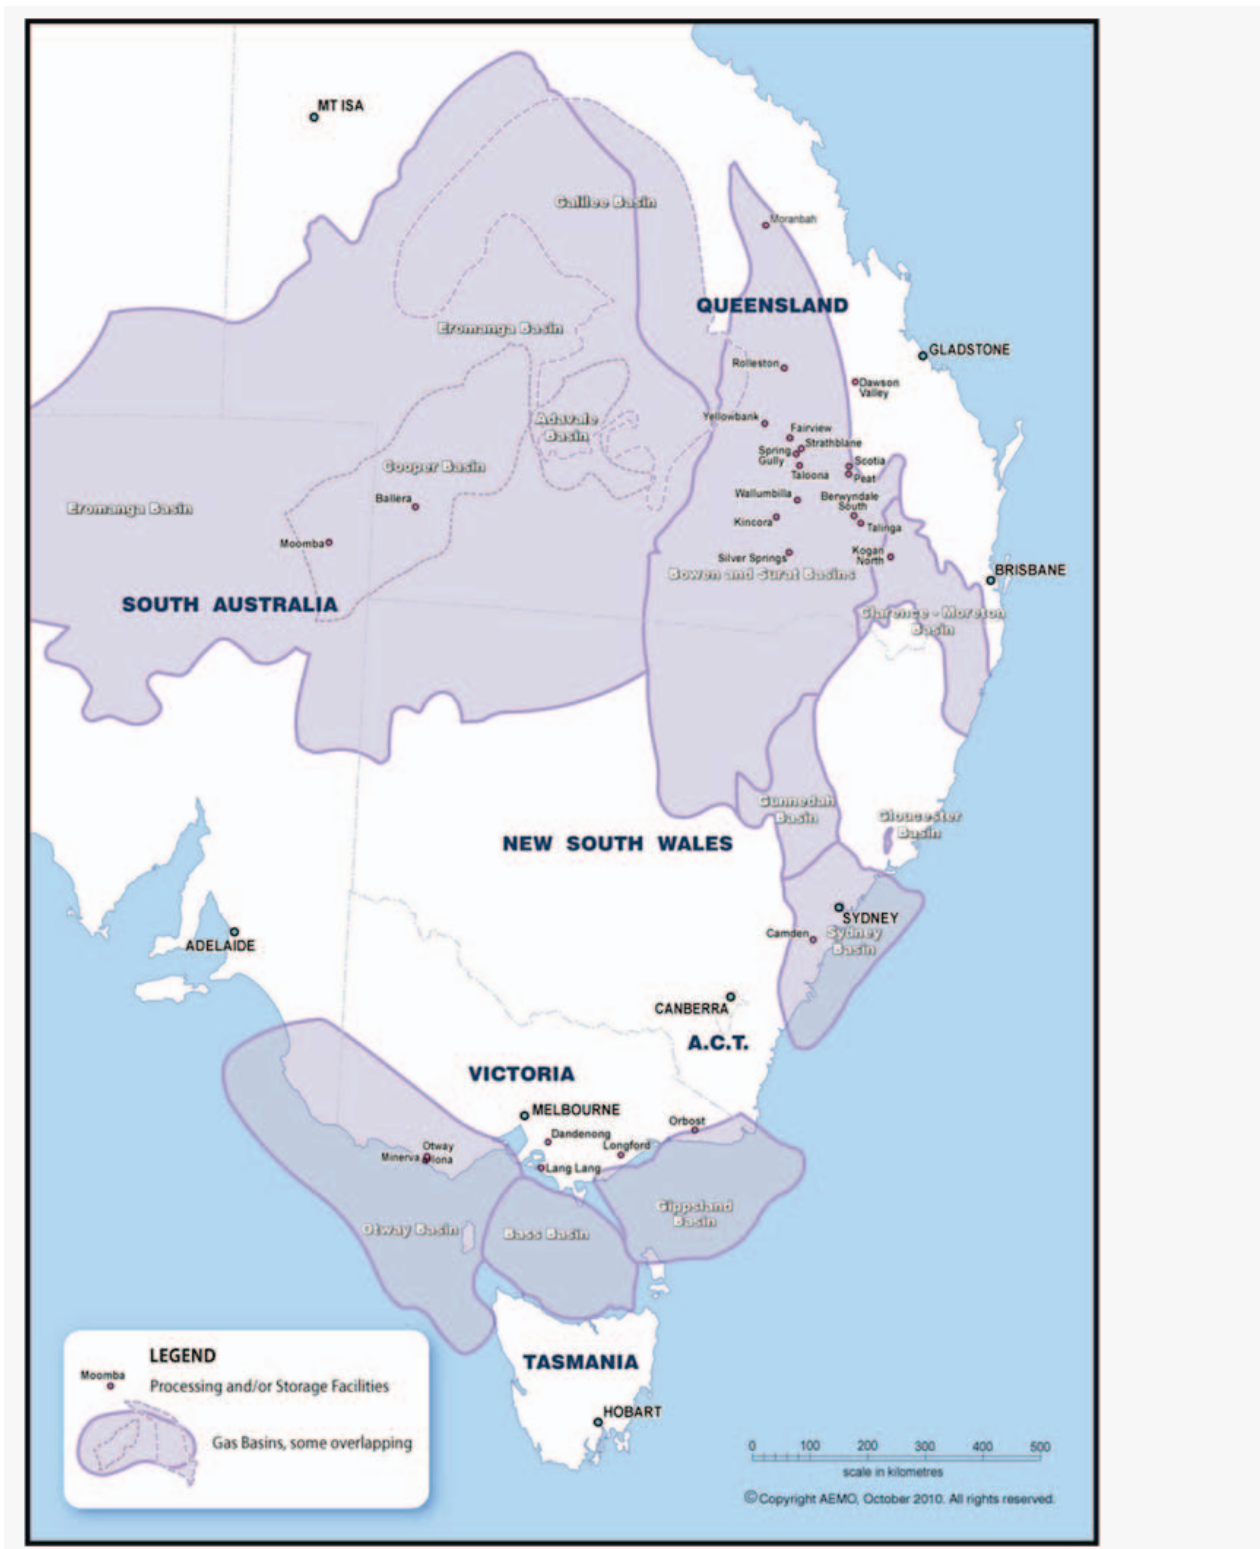 MT ISA
Galilee Basin
Moranbah
QUEENSLAND
Eromanga Basin
GLADSTONE
Rolleston
Dawson
Valley
Adavale
Basin
Yellowbank
Fairview
Strathblane
Spring
Gully
Scotia
Cooper Basin
Taloona
Peat
Ballera
Wallumbilla
Berwyndale
South
Eromanga Basin
Kincora
Talinga
Moomba
Kogan
North
Silver Springs
BRISBANE
Bowen and Surat Basins
SOUTH AUSTRALIA
Clarence - Moreton
Basin
Gunnedah
Basin
Gloucester
Basin
NEW SOUTH WALES
SYDNEY
Camden
Sydney
Basin
ADELAIDE
CANBERRA
A.C.T.
VICTORIA
MELBOURNE
Orbost
Dandenong
Otway
Longford
Minerva
Lang Lang
Gippsland
Basin
Otway Basin
Bass Basin
TASMANIA
HOBART
LEGEND
Moomba
Processing and/or Storage Facilities
Gas Basins, some overlapping
0 100 200 300 400 500
scale in kilometres
©Copyright AEMO, October 2010. All rights reserved.